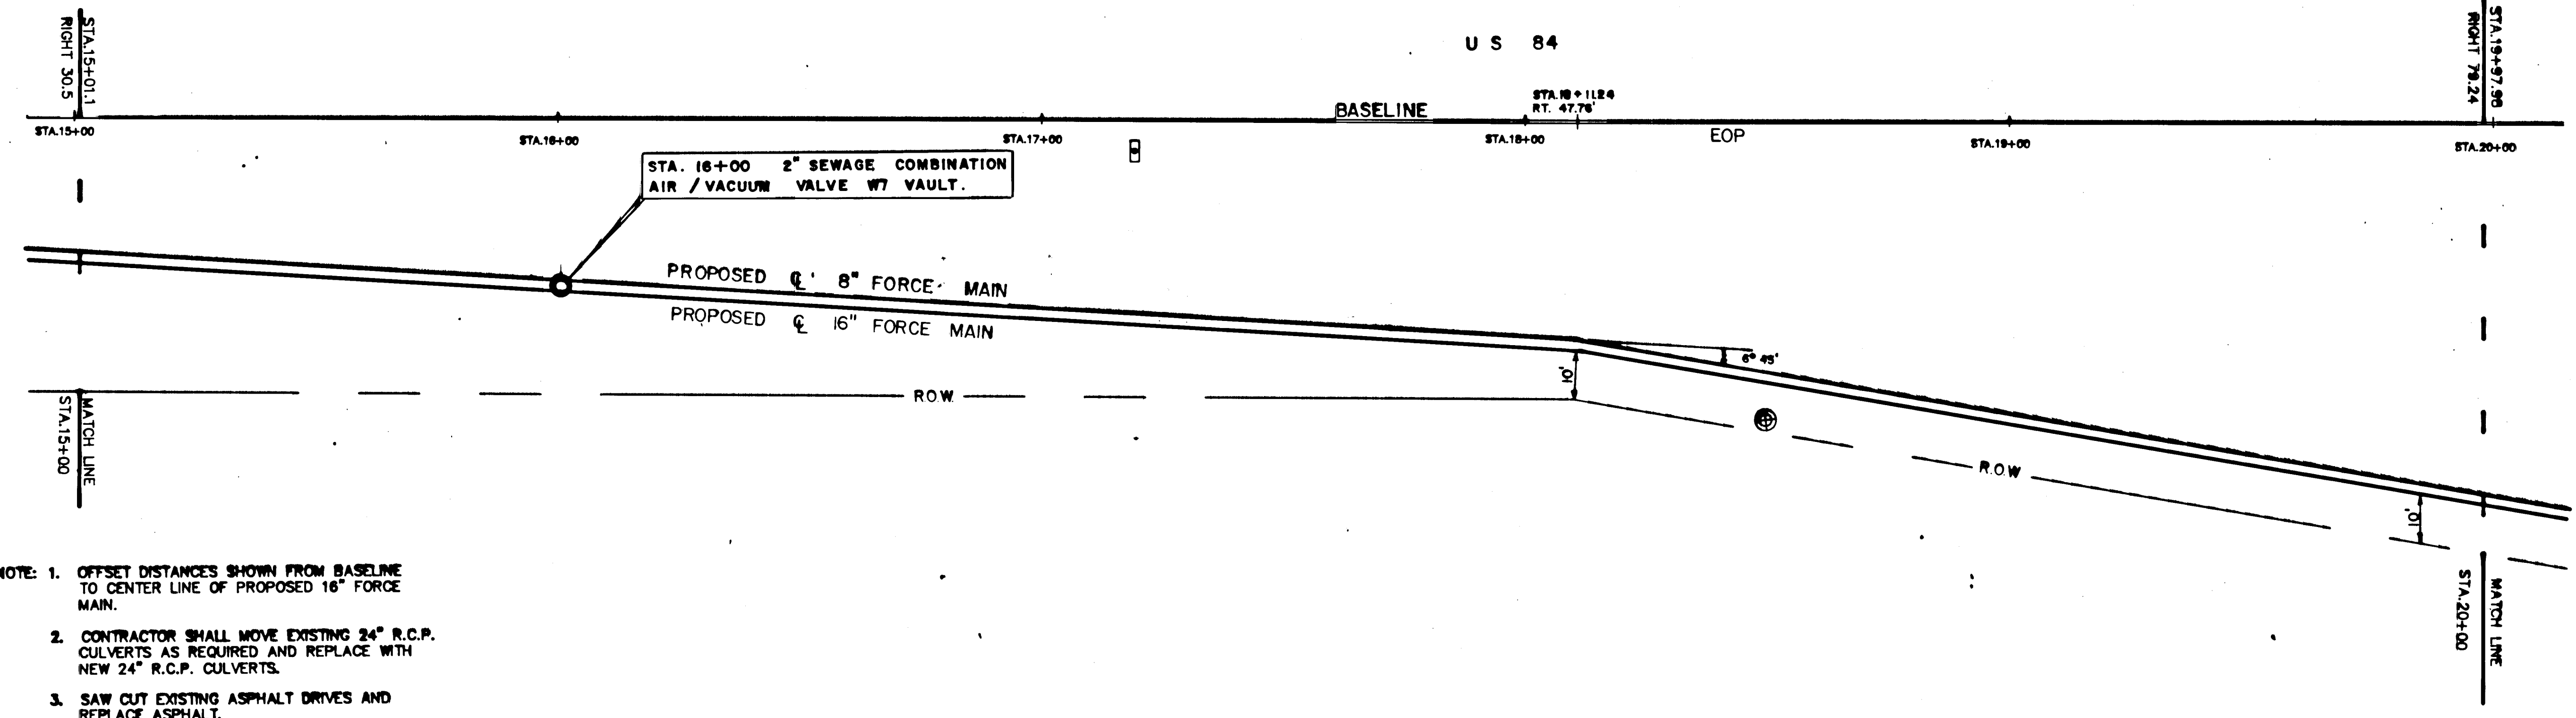 U S 84
STA.15+01.1
RIGHT 30.5
STA.19+97.98
RIGHT 79.24
STA.18+11.24
RT. 47.76'
BASELINE
EOP
STA.15+00
STA.16+00
STA.17+00
STA.18+00
STA.19+00
STA.20+00
STA. 16+00 2" SEWAGE COMBINATION
AIR / VACUUM VALVE W/ VAULT.
PROPOSED ℄ 8" FORCE MAIN
PROPOSED ℄ 16" FORCE MAIN
6° 45'
10'
R.O.W.
R.O.W
10'
MATCH LINE
STA.15+00
MATCH LINE
STA.20+00
NOTE: 1. OFFSET DISTANCES SHOWN FROM BASELINE
TO CENTER LINE OF PROPOSED 16" FORCE
MAIN.
2. CONTRACTOR SHALL MOVE EXISTING 24" R.C.P.
CULVERTS AS REQUIRED AND REPLACE WITH
NEW 24" R.C.P. CULVERTS.
3. SAW CUT EXISTING ASPHALT DRIVES AND
REPLACE ASPHALT.